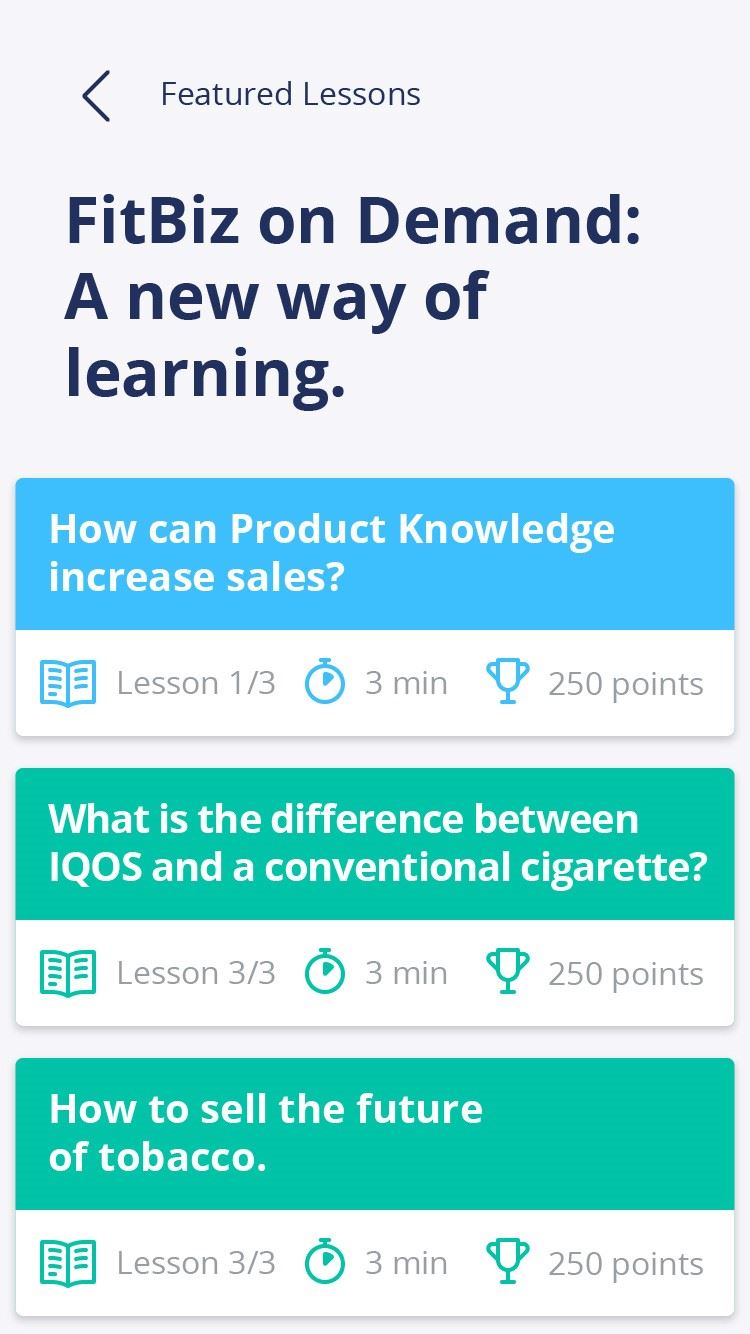 Featured Lessons
FitBiz on Demand:
A new way of
learning.
How can Product Knowledge
increase sales?
Lesson 1/3 3 min 250 points
What is the difference between
IQOS and a conventional cigarette?
Lesson 3/3 3 min 250 points
How to sell the future
of tobacco.
Lesson 3/3 3 min 250 points